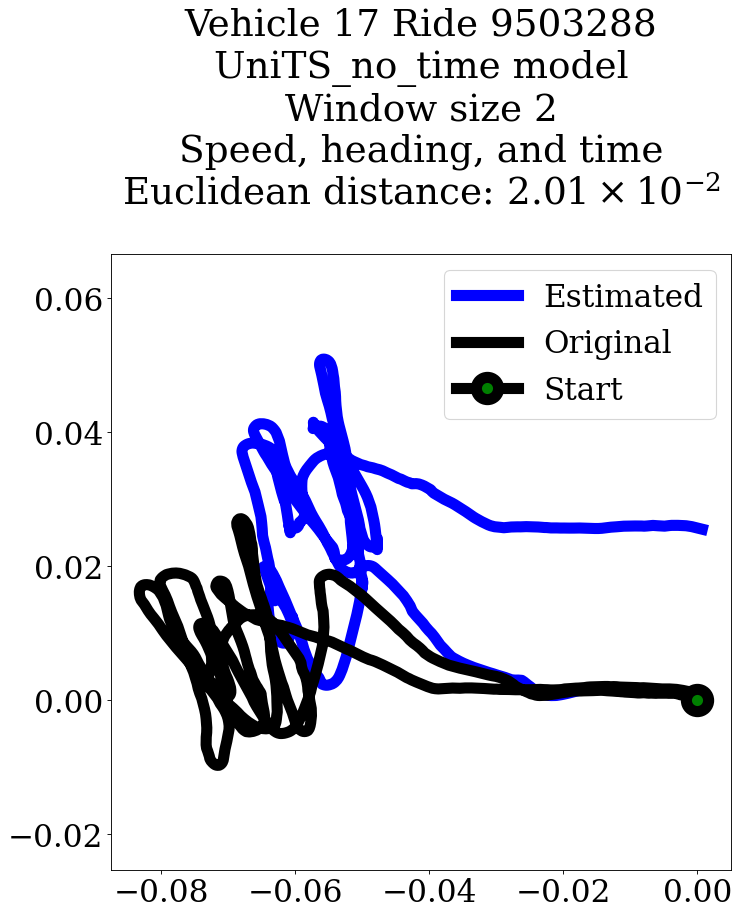 Vehicle 17 Ride 9503288
UniTS_no_time model
Window size 2
Speed, heading, and time
Euclidean distance: 2.01 × 10⁻²
Estimated
Original
Start
0.06
0.04
0.02
0.00
−0.02
−0.08 −0.06 −0.04 −0.02 0.00